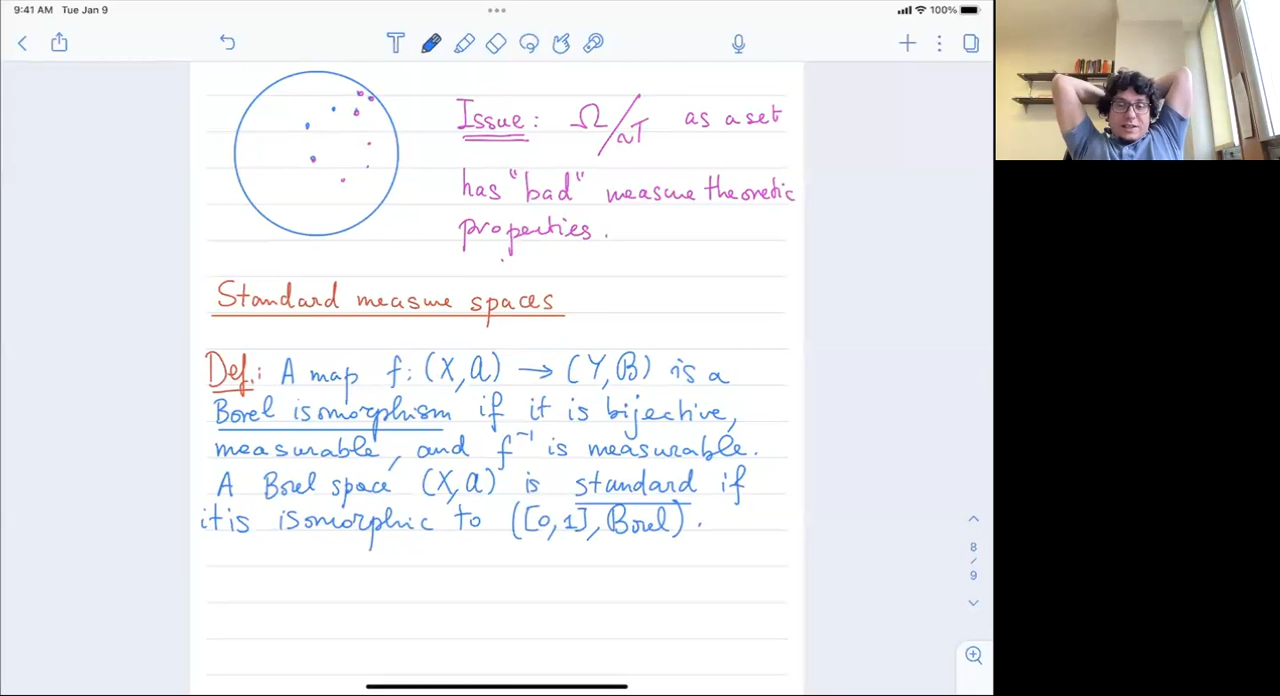 9:41 AM Tue Jan 9
100%
Issue: Ω/~T as a set
has "bad" measure theoretic
properties.
Standard measure spaces
Def.: A map f: (X, a) → (Y, B) is a
Borel isomorphism if it is bijective,
measurable, and f⁻¹ is measurable.
A Borel space (X, a) is standard if
it is isomorphic to ([0,1], Borel).
8
/
9